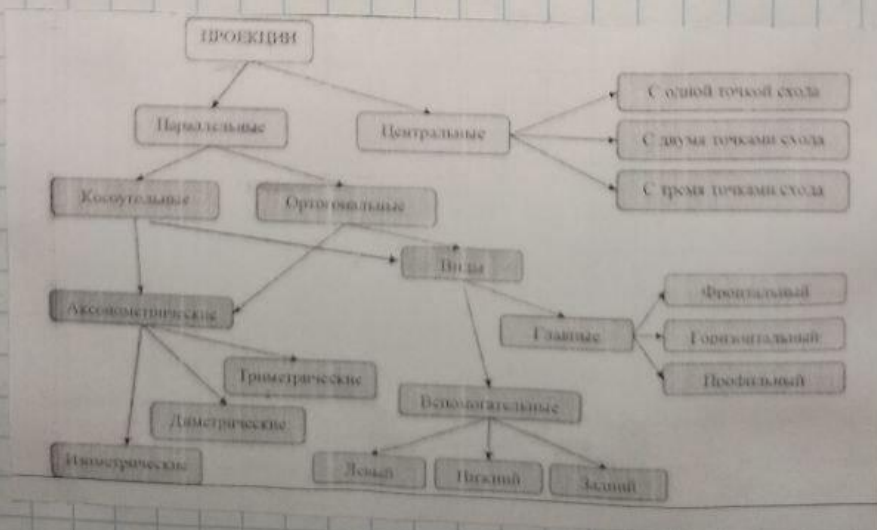 ПРОЕКЦИИ
Параллельные
Центральные
С одной точкой схода
С двумя точками схода
С тремя точками схода
Косоугольные
Ортогональные
Виды
Аксонометрические
Главные
Фронтальный
Горизонтальный
Профильный
Триметрические
Диметрические
Изометрические
Вспомогательные
Левый
Нижний
Задний